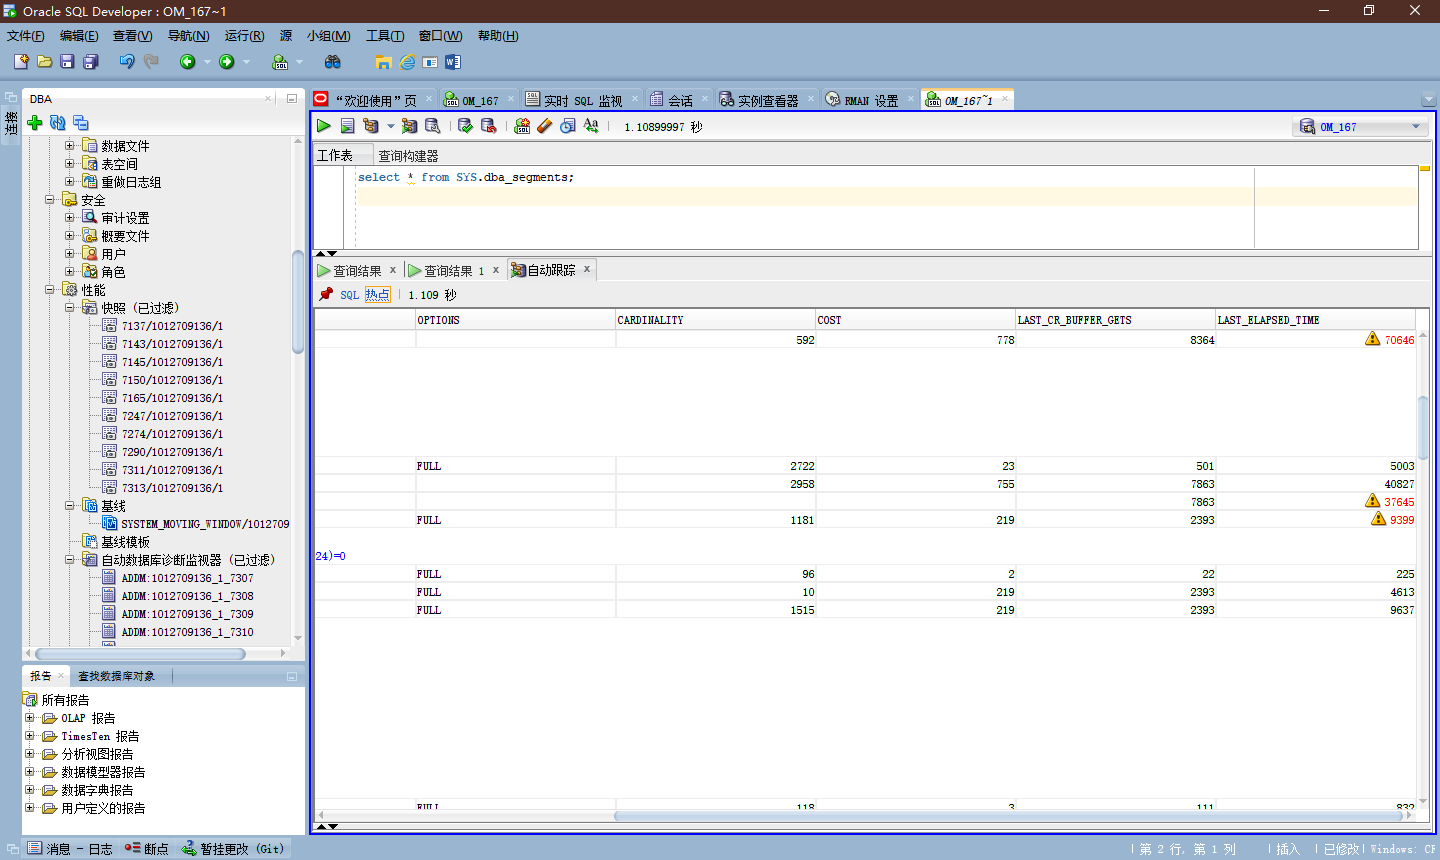 Oracle SQL Developer : OM_167~1
文件(F) 编辑(E) 查看(V) 导航(N) 运行(R) 源 小组(M) 工具(T) 窗口(W) 帮助(H)
连接
DBA
数据文件
表空间
重做日志组
安全
审计设置
概要文件
用户
角色
性能
快照 (已过滤)
7137/1012709136/1
7143/1012709136/1
7145/1012709136/1
7150/1012709136/1
7165/1012709136/1
7247/1012709136/1
7274/1012709136/1
7290/1012709136/1
7311/1012709136/1
7313/1012709136/1
基线
SYSTEM_MOVING_WINDOW/1012709
基线模板
自动数据库诊断监视器 (已过滤)
ADDM:1012709136_1_7307
ADDM:1012709136_1_7308
ADDM:1012709136_1_7309
ADDM:1012709136_1_7310
报告 查找数据库对象
所有报告
OLAP 报告
TimesTen 报告
分析视图报告
数据模型器报告
数据字典报告
用户定义的报告
“欢迎使用”页 OM_167 实时 SQL 监视 会话 实例查看器 RMAN 设置 OM_167~1
1.10899997 秒 OM_167
工作表 查询构建器
select * from SYS.dba_segments;
查询结果 x 查询结果 1 x 自动跟踪 x
SQL 热点 1.109 秒
OPTIONS CARDINALITY COST LAST_CR_BUFFER_GETS LAST_ELAPSED_TIME
592 778 8364 70646
FULL 2722 23 501 5003
2958 755 7863 40827
7863 37645
FULL 1181 219 2393 9399
24)=0
FULL 96 2 22 225
FULL 10 219 2393 4613
FULL 1515 219 2393 9637
FULL 118 3 111 832
消息 - 日志 断点 暂挂更改 (Git)
第 2 行, 第 1 列 插入 已修改 Windows: CR